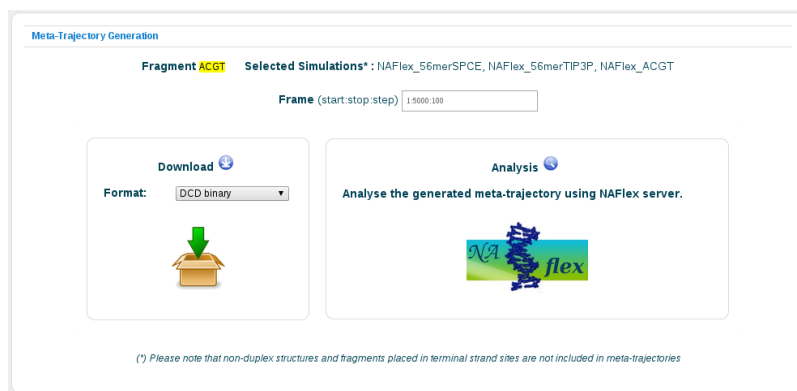 Meta-Trajectory Generation
Fragment ACGT Selected Simulations* : NAFlex_56merSPCE, NAFlex_56merTIP3P, NAFlex_ACGT
Frame (start:stop:step) 1:5000:100
Download
Format: DCD binary
Analysis
Analyse the generated meta-trajectory using NAFlex server.
NA
flex
(*) Please note that non-duplex structures and fragments placed in terminal strand sites are not included in meta-trajectories